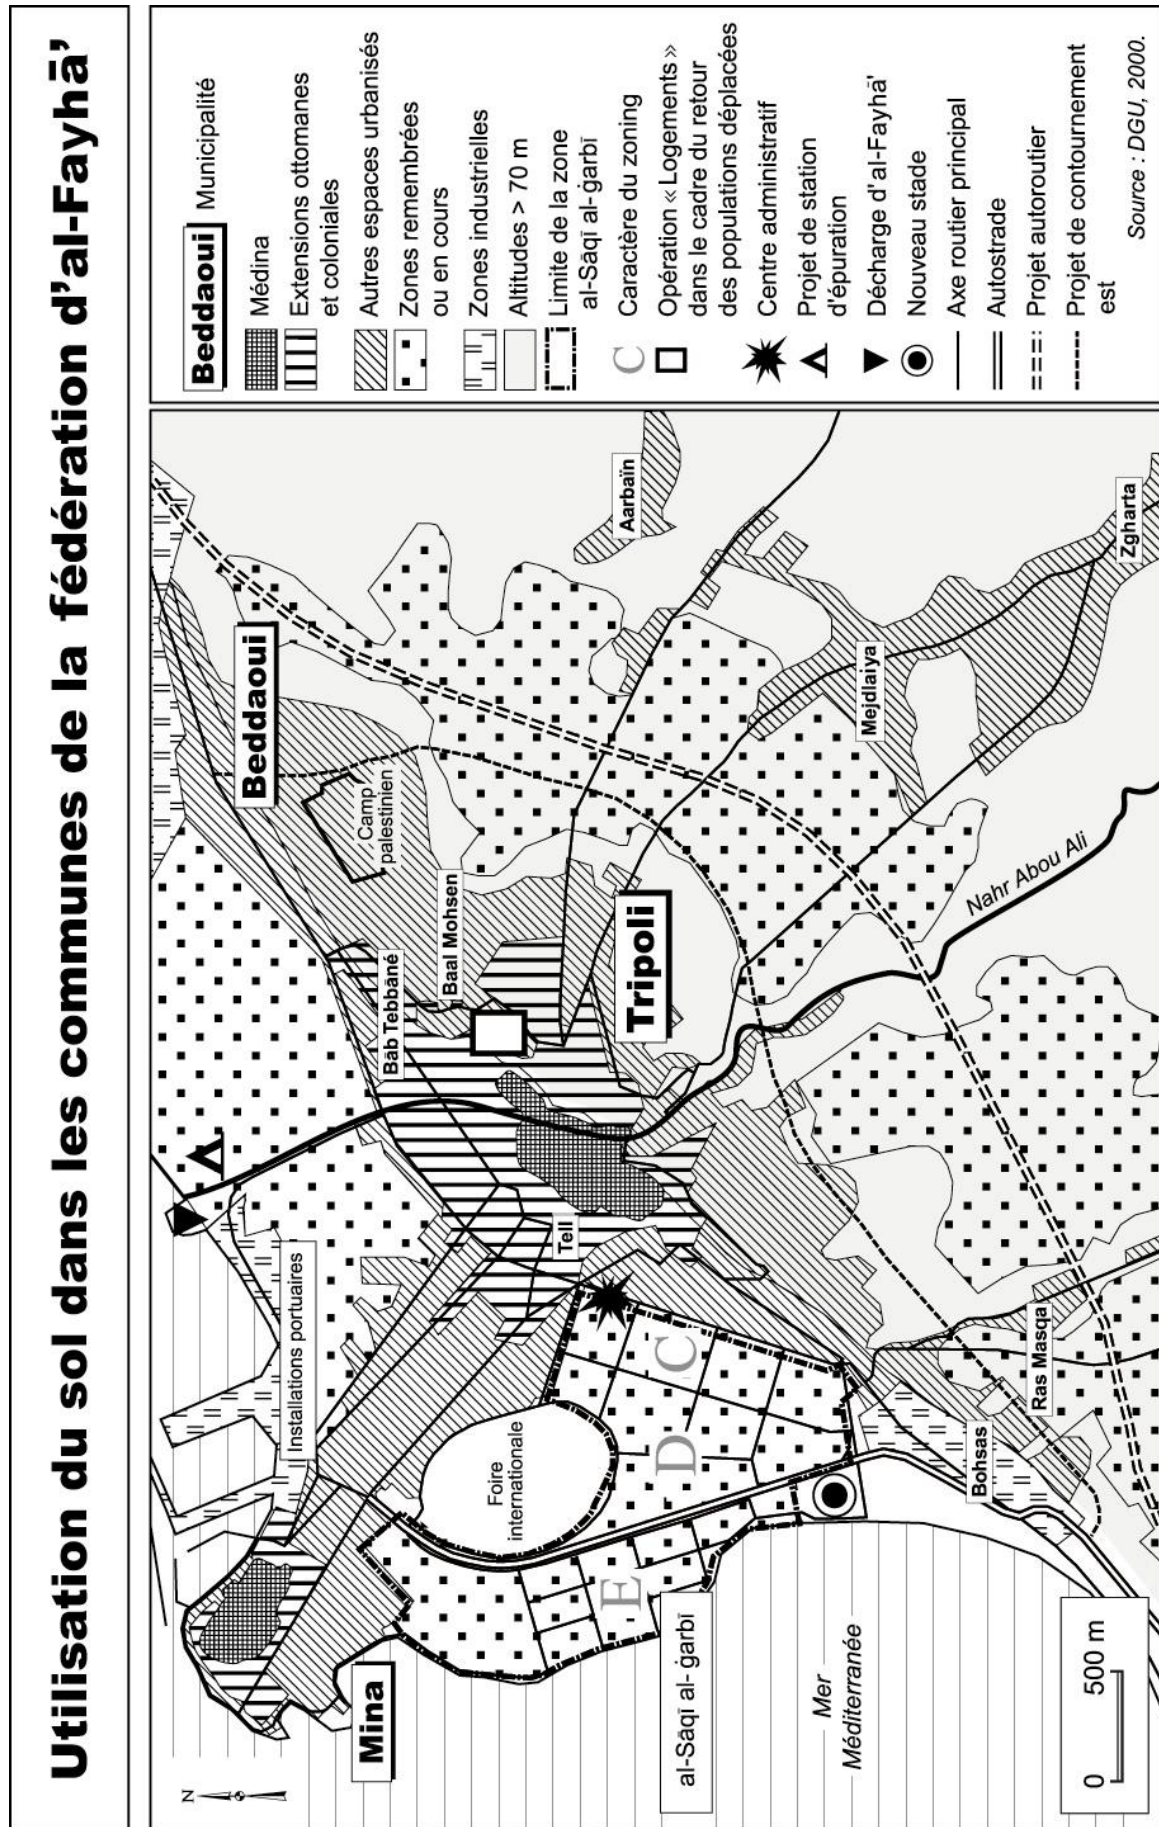 Utilisation du sol dans les communes de la fédération d'al-Fayḥā'
Beddaoui
Municipalité
Médina
Extensions ottomanes
et coloniales
Autres espaces urbanisés
Zones remembrées
ou en cours
Zones industrielles
Altitudes > 70 m
Limite de la zone
al-Sāqī al-ġarbī
C
Caractère du zoning
Opération « Logements »
dans le cadre du retour
des populations déplacées
Centre administratif
Projet de station
d'épuration
Décharge d'al-Fayḥā'
Nouveau stade
Axe routier principal
Autostrade
Projet autoroutier
Projet de contournement
est
Source : DGU, 2000.
N
Mina
Installations portuaires
Foire
internationale
Tell
Bāb Tebbāné
Baal Mohsen
Camp
palestinien
Beddaoui
Tripoli
Aarbaïn
Mejdlaiya
Zgharta
Nahr Abou Ali
C
D
E
al-Sāqī al- ġarbī
Mer
Méditerranée
Bohsas
Ras Masqa
0
500 m